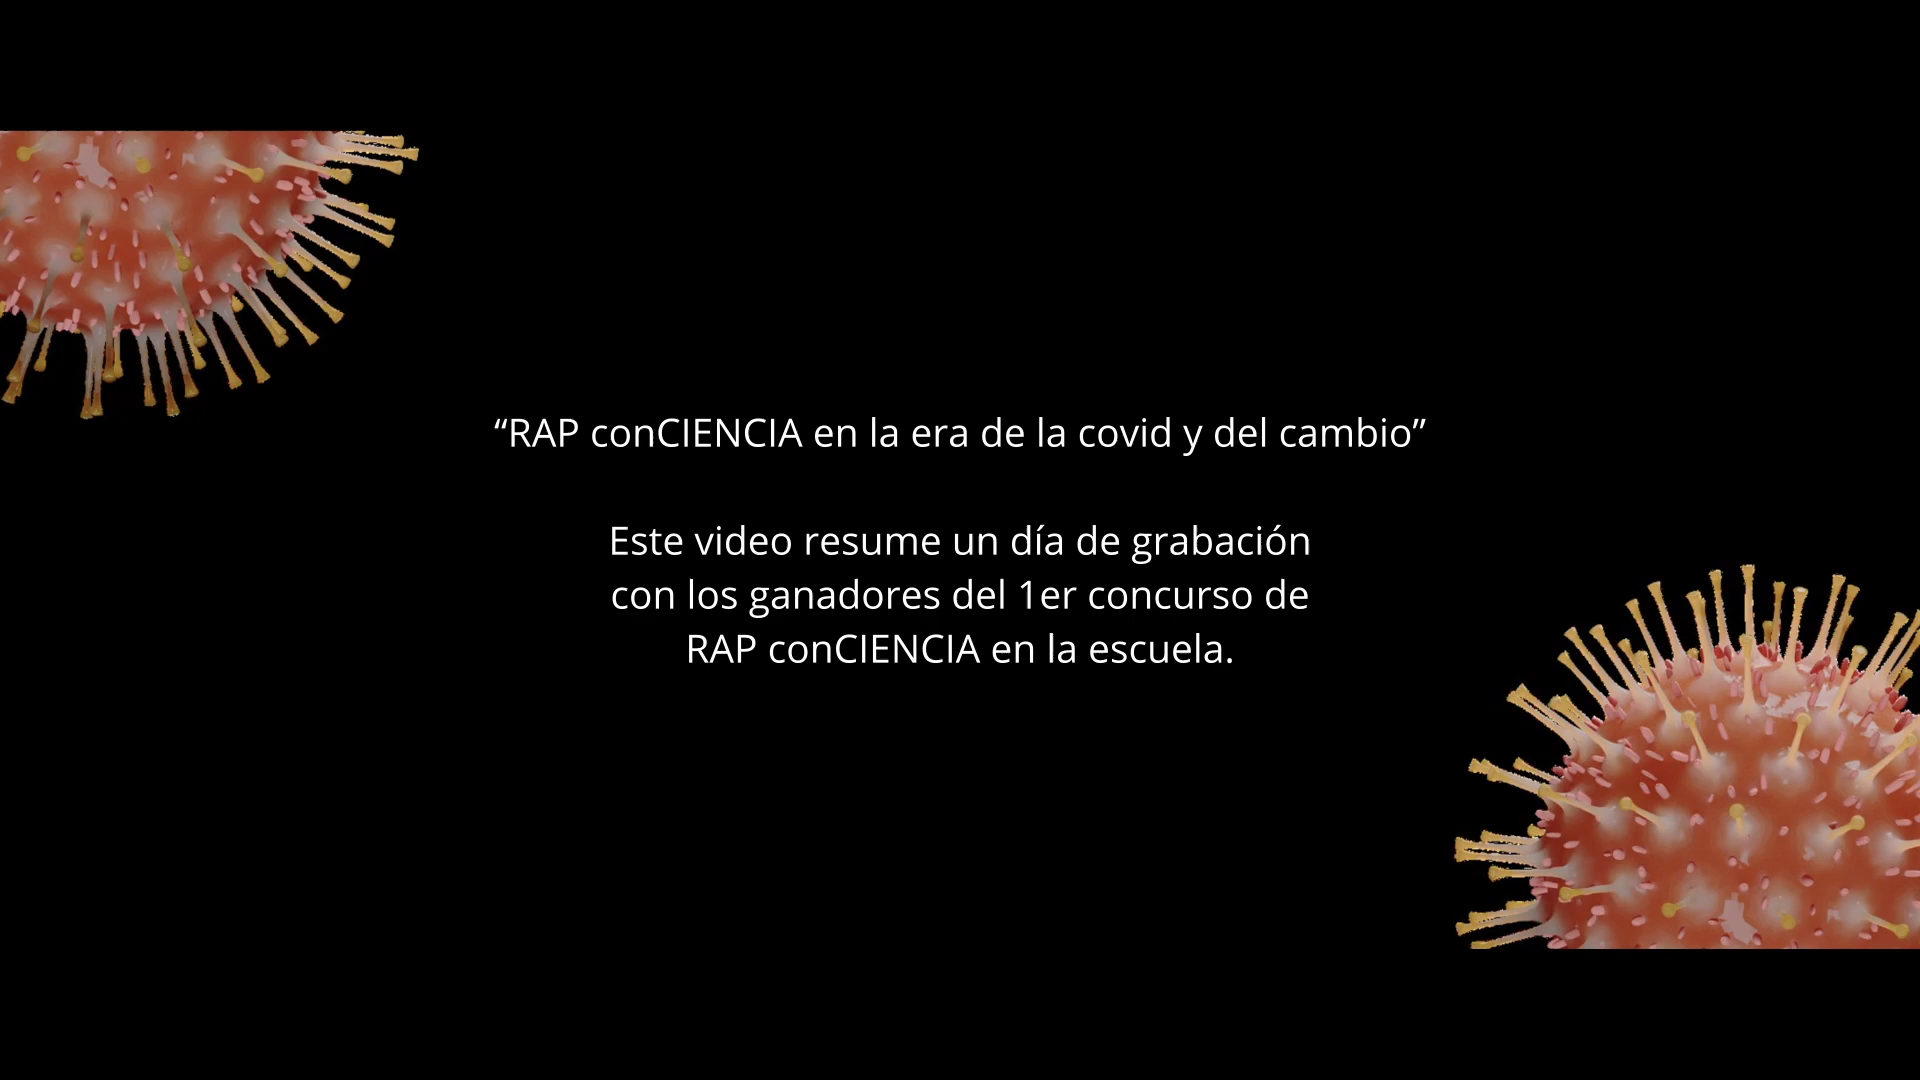 “RAP conCIENCIA en la era de la covid y del cambio”
Este video resume un día de grabación
con los ganadores del 1er concurso de
RAP conCIENCIA en la escuela.